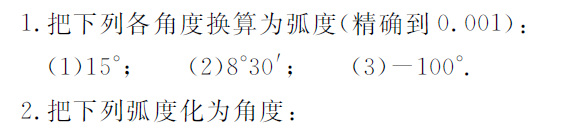 1.把下列各角度换算为弧度(精确到0.001):
(1)15°; (2)8°30′; (3)-100°.
2.把下列弧度化为角度: